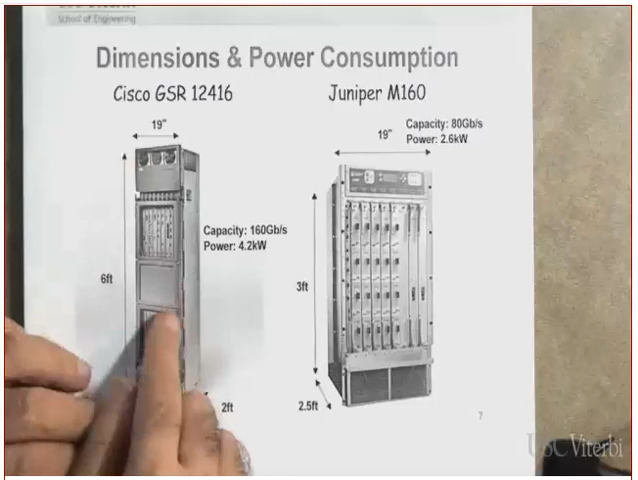 School of Engineering
Dimensions & Power Consumption
Cisco GSR 12416
Juniper M160
19"
19"
Capacity: 80Gb/s
Power: 2.6kW
Capacity: 160Gb/s
Power: 4.2kW
6ft
3ft
2ft
2.5ft
7
USC Viterbi